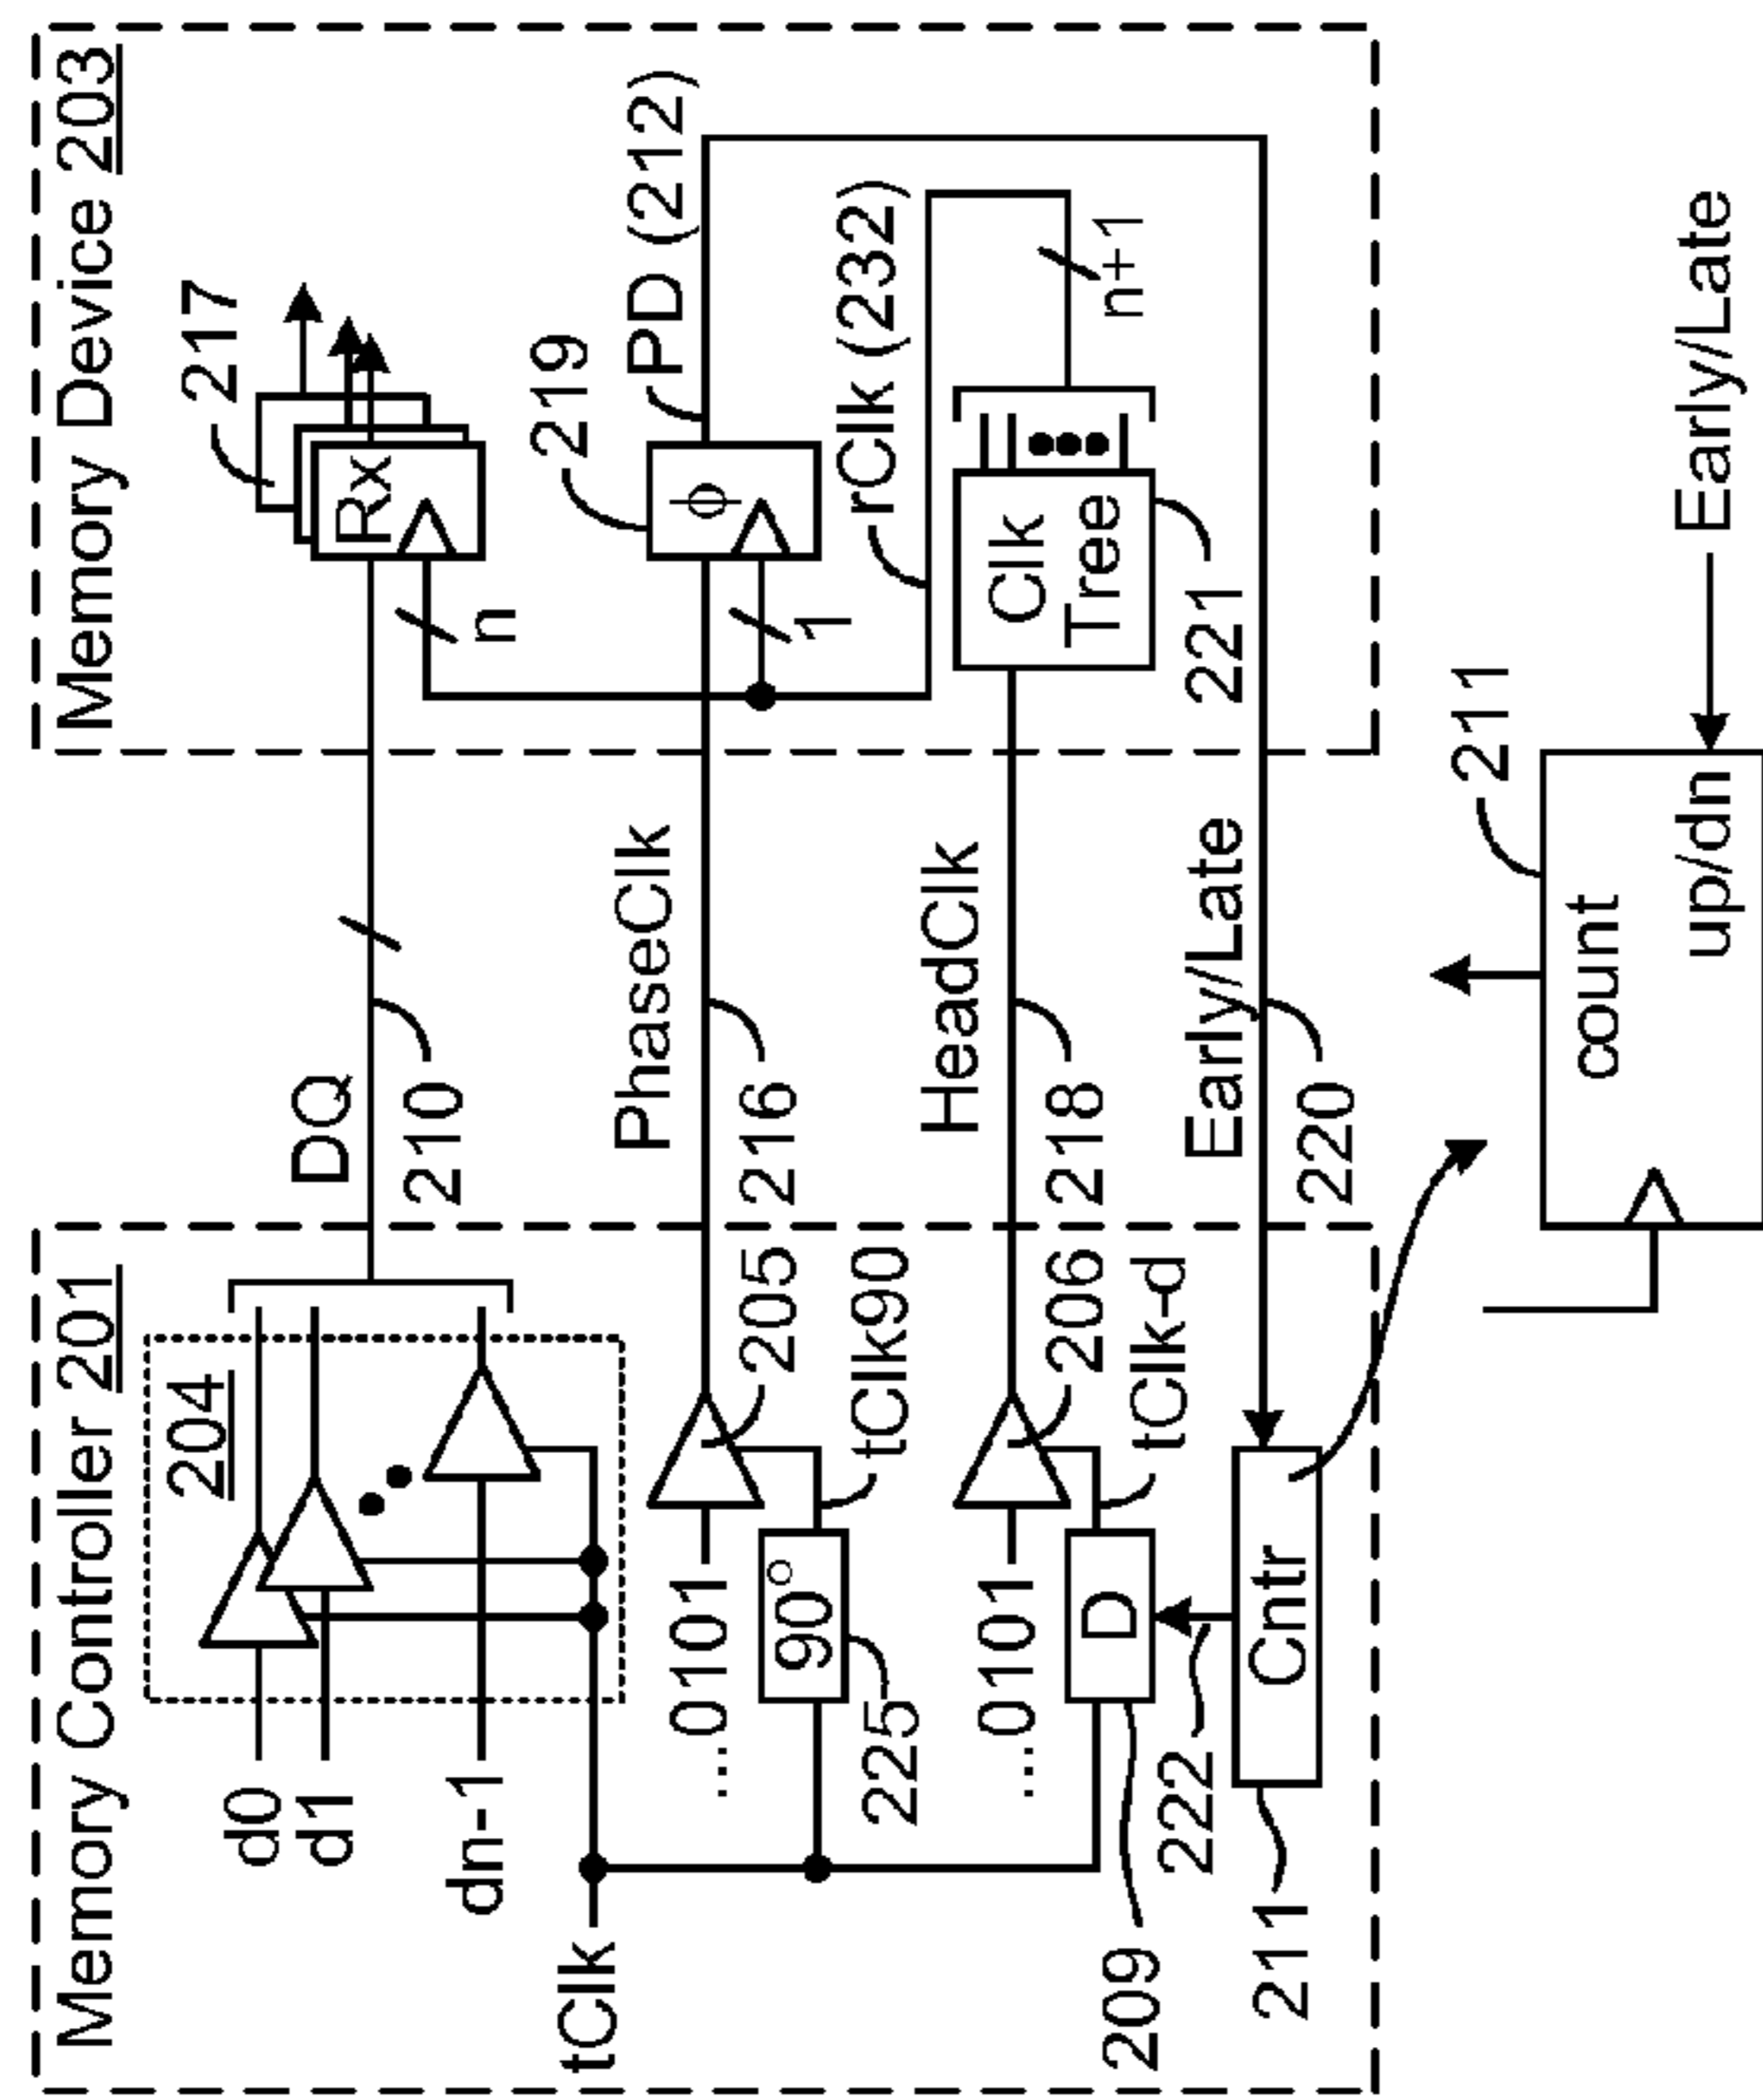 Memory Controller 201
Memory Device 203
204
d0
d1
dn-1
tClk
DQ
210
217
Rx
n
...0101
205
PhaseClk
216
219
ϕ
PD (212)
1
90°
tClk90
225
rClk (232)
...0101
206
HeadClk
218
Clk
Tree
n+1
221
D
tClk-d
209
222
Early/Late
220
Cntr
211
211
count
up/dn
Early/Late